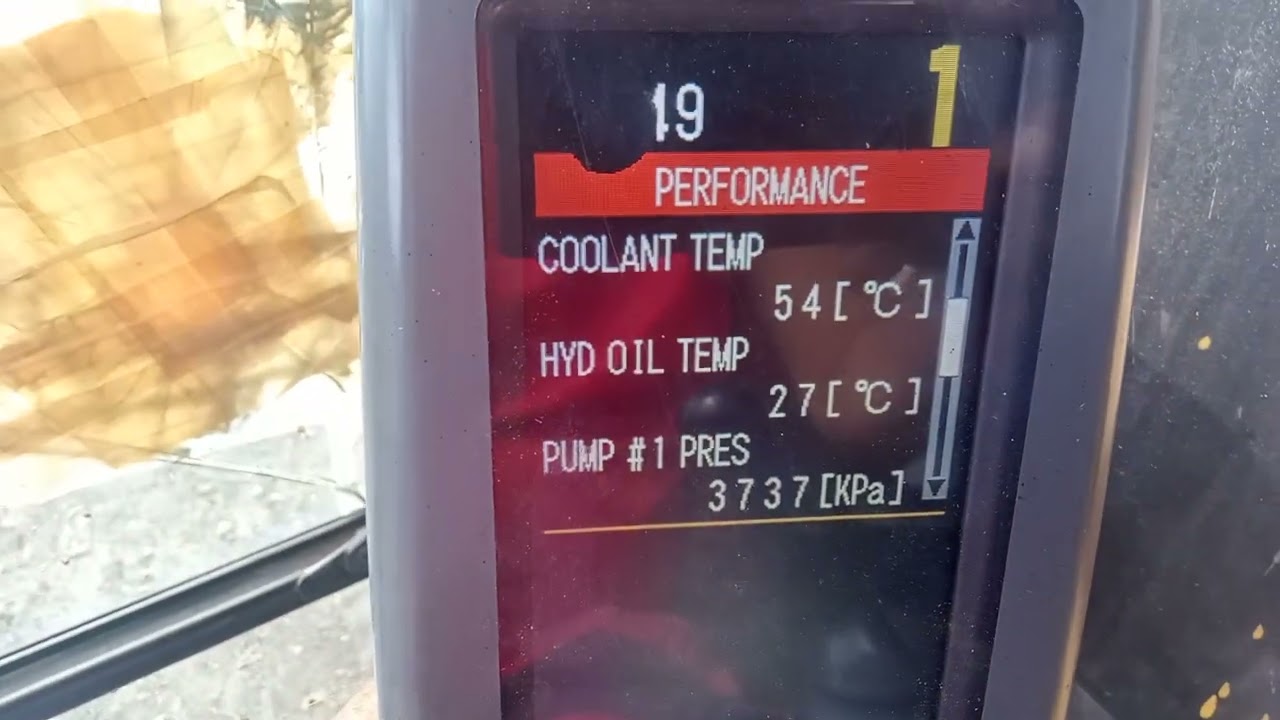 19
1
PERFORMANCE
COOLANT TEMP
54[℃]
HYD OIL TEMP
27[℃]
PUMP #1 PRES
3737[KPa]